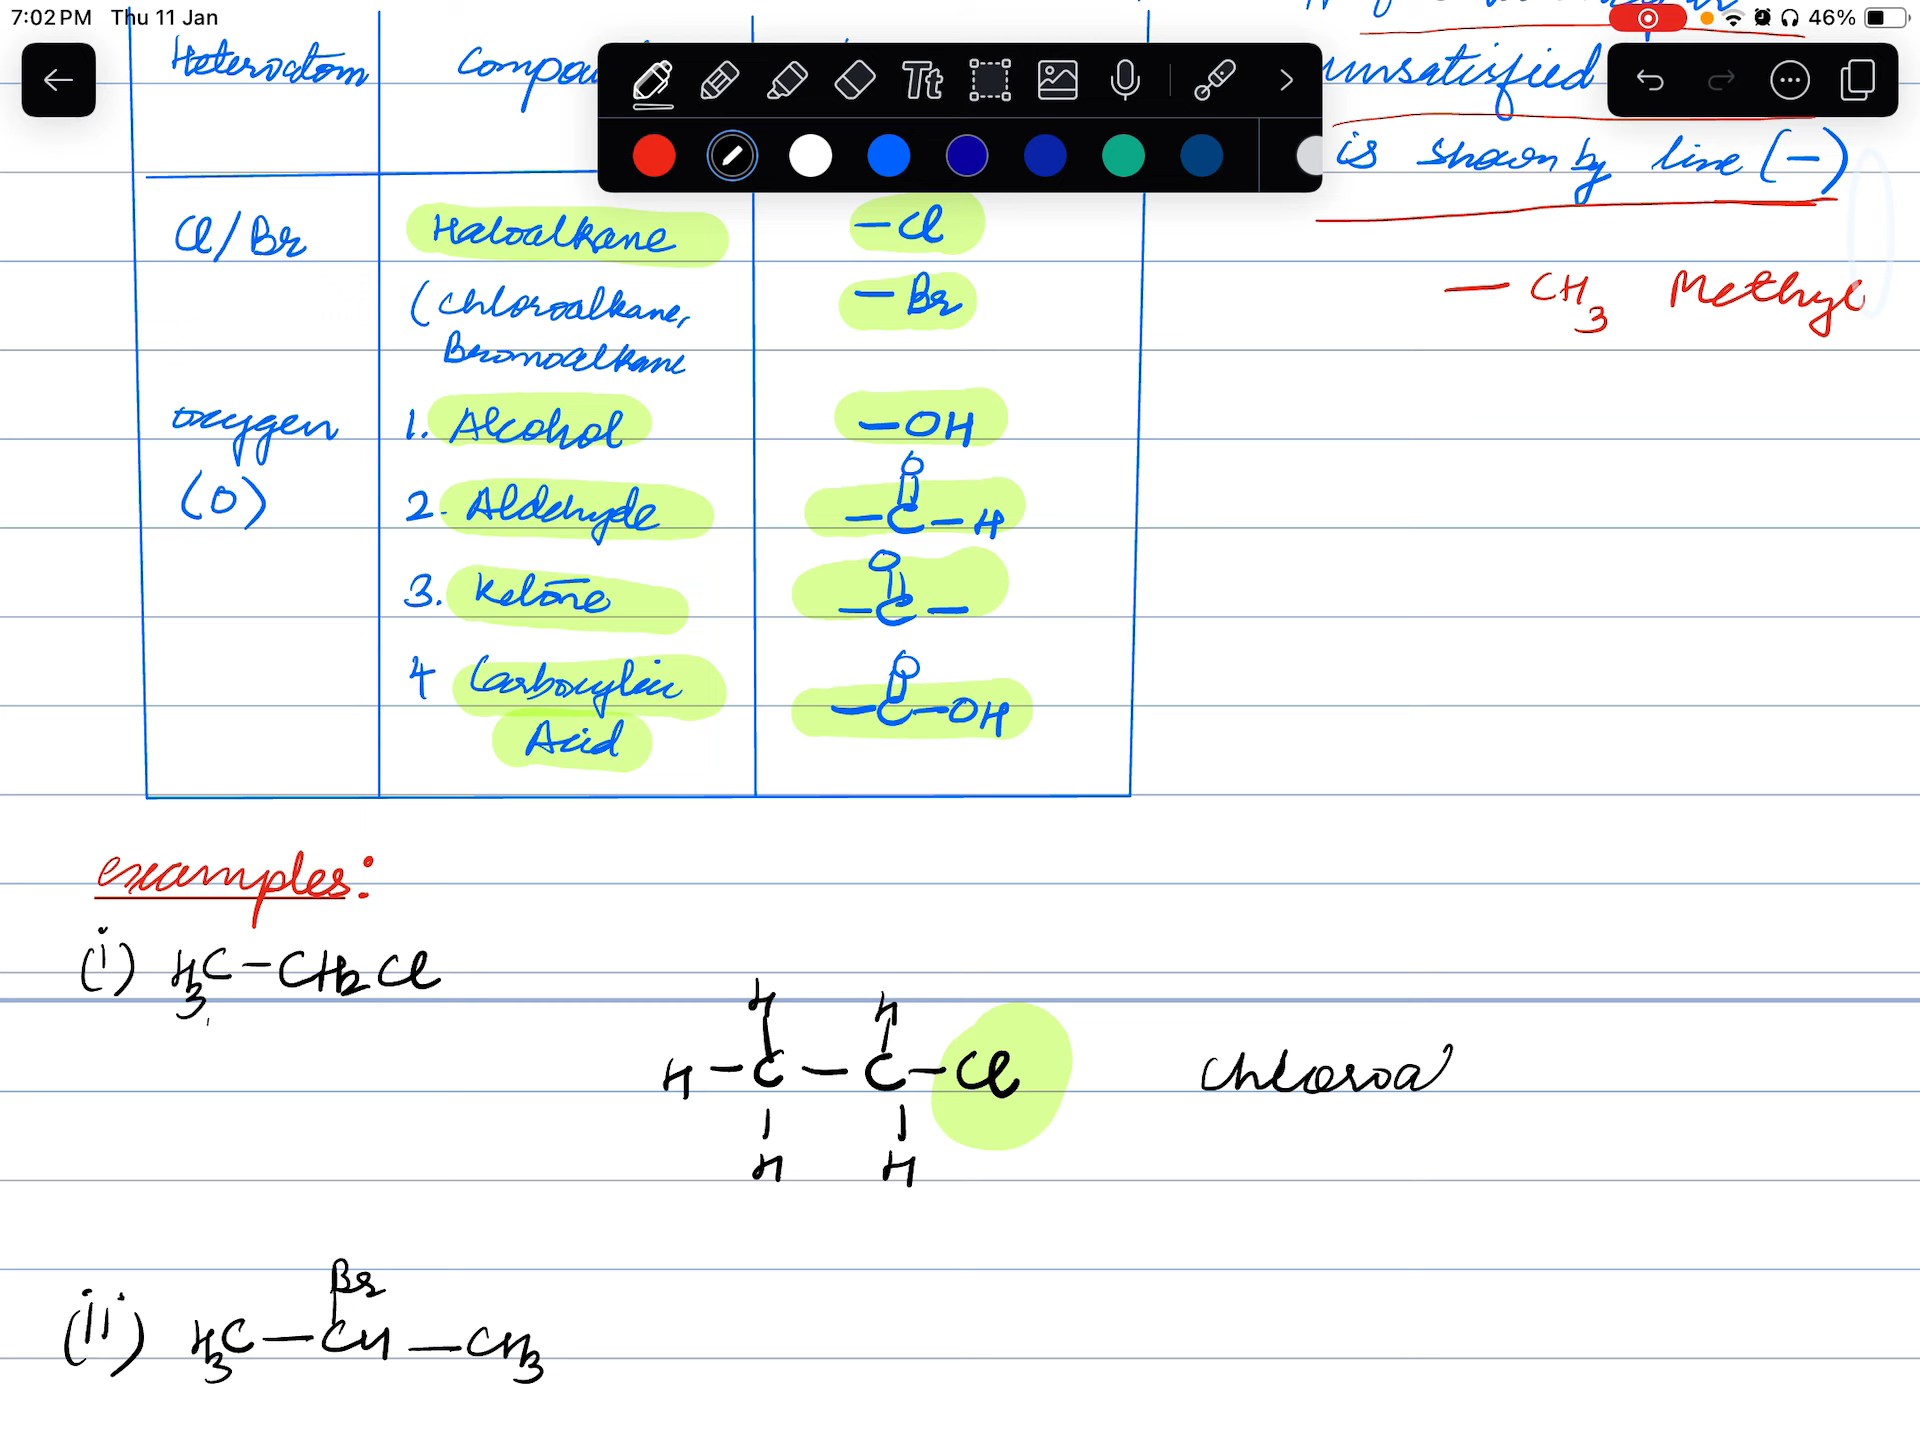 7:02 PM Thu 11 Jan
46%
Heteroatom
Tt
unsatisfied
is shown by line (-)
Cl/Br
Haloalkane
-Cl
(chloroalkane,
-Br
Bromoalkane
- CH3 Methyl
oxygen
1. Alcohol
-OH
(O)
2. Aldehyde
O
-C-H
3. Ketone
O
-C-
4 Carboxylic
Acid
O
-C-OH
examples:
(i) H3C-CH2Cl
H H
H-C-C-Cl
H H
Chloroa
Br
(ii) H3C-CH-CH3